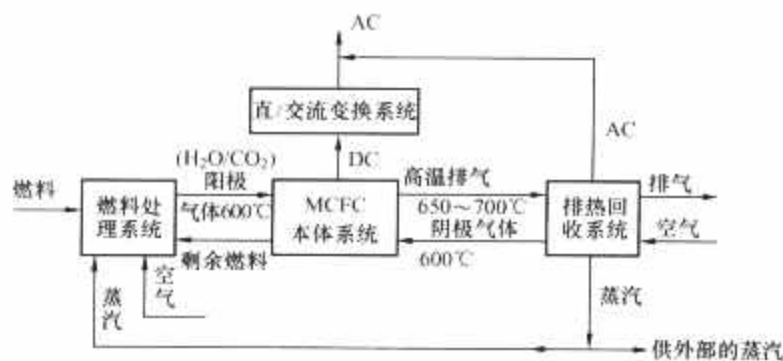 AC
直/交流变换系统
AC
(H₂O/CO₂)
DC
燃料
阳极
高温排气
排气
燃料处
理系统
气体600℃
MCFC
本体系统
650～700℃
排热回
收系统
阴极气体
空气
剩余燃料
600℃
蒸汽
空气
蒸汽
供外部的蒸汽